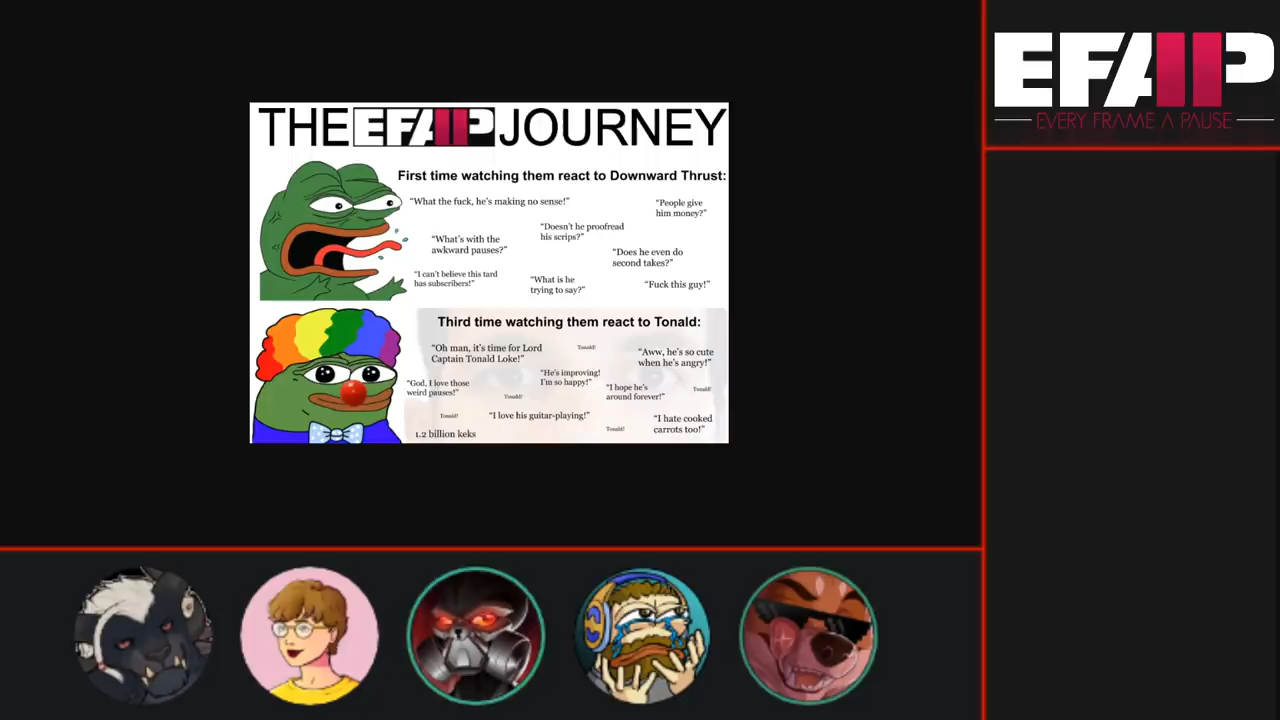 THE EFAP JOURNEY
EFAP
EVERY FRAME A PAUSE
First time watching them react to Downward Thrust:
“What the fuck, he’s making no sense!”
“People give
him money?”
“Doesn’t he proofread
his scrips?”
“What’s with the
awkward pauses?”
“Does he even do
second takes?”
“I can’t believe this tard
has subscribers!”
“What is he
trying to say?”
“Fuck this guy!”
Third time watching them react to Tonald:
“Oh man, it’s time for Lord
Captain Tonald Loke!”
Tonald!
“Aww, he’s so cute
when he’s angry!”
“He’s improving!
I’m so happy!”
“God, I love those
weird pauses!”
“I hope he’s
around forever!”
Tonald!
Tonald!
Tonald!
“I love his guitar-playing!”
“I hate cooked
carrots too!”
Tonald!
1.2 billion keks